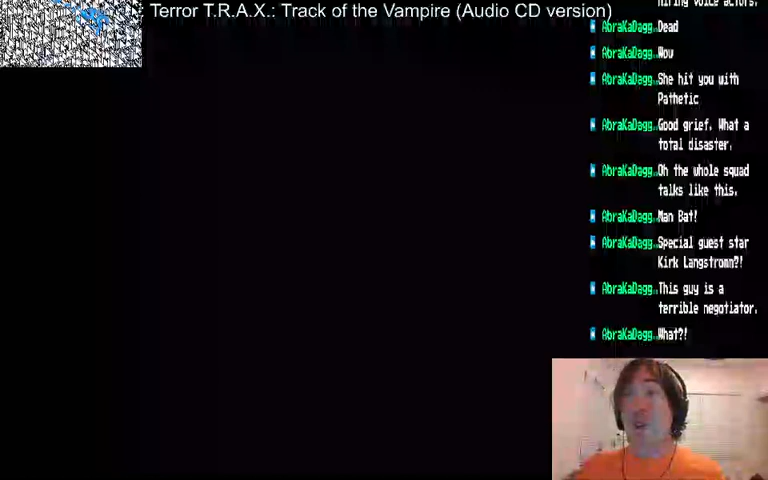 : Terror T.R.A.X.: Track of the Vampire (Audio CD version)
AbraKaDagg Dead
AbraKaDagg Wow
AbraKaDagg She hit you with
Pathetic
AbraKaDagg Good grief. What a
total disaster.
AbraKaDagg Oh the whole squad
talks like this.
AbraKaDagg Man Bat!
AbraKaDagg Special guest star
Kirk Langstromm?!
AbraKaDagg This guy is a
terrible negotiator.
AbraKaDagg What?!